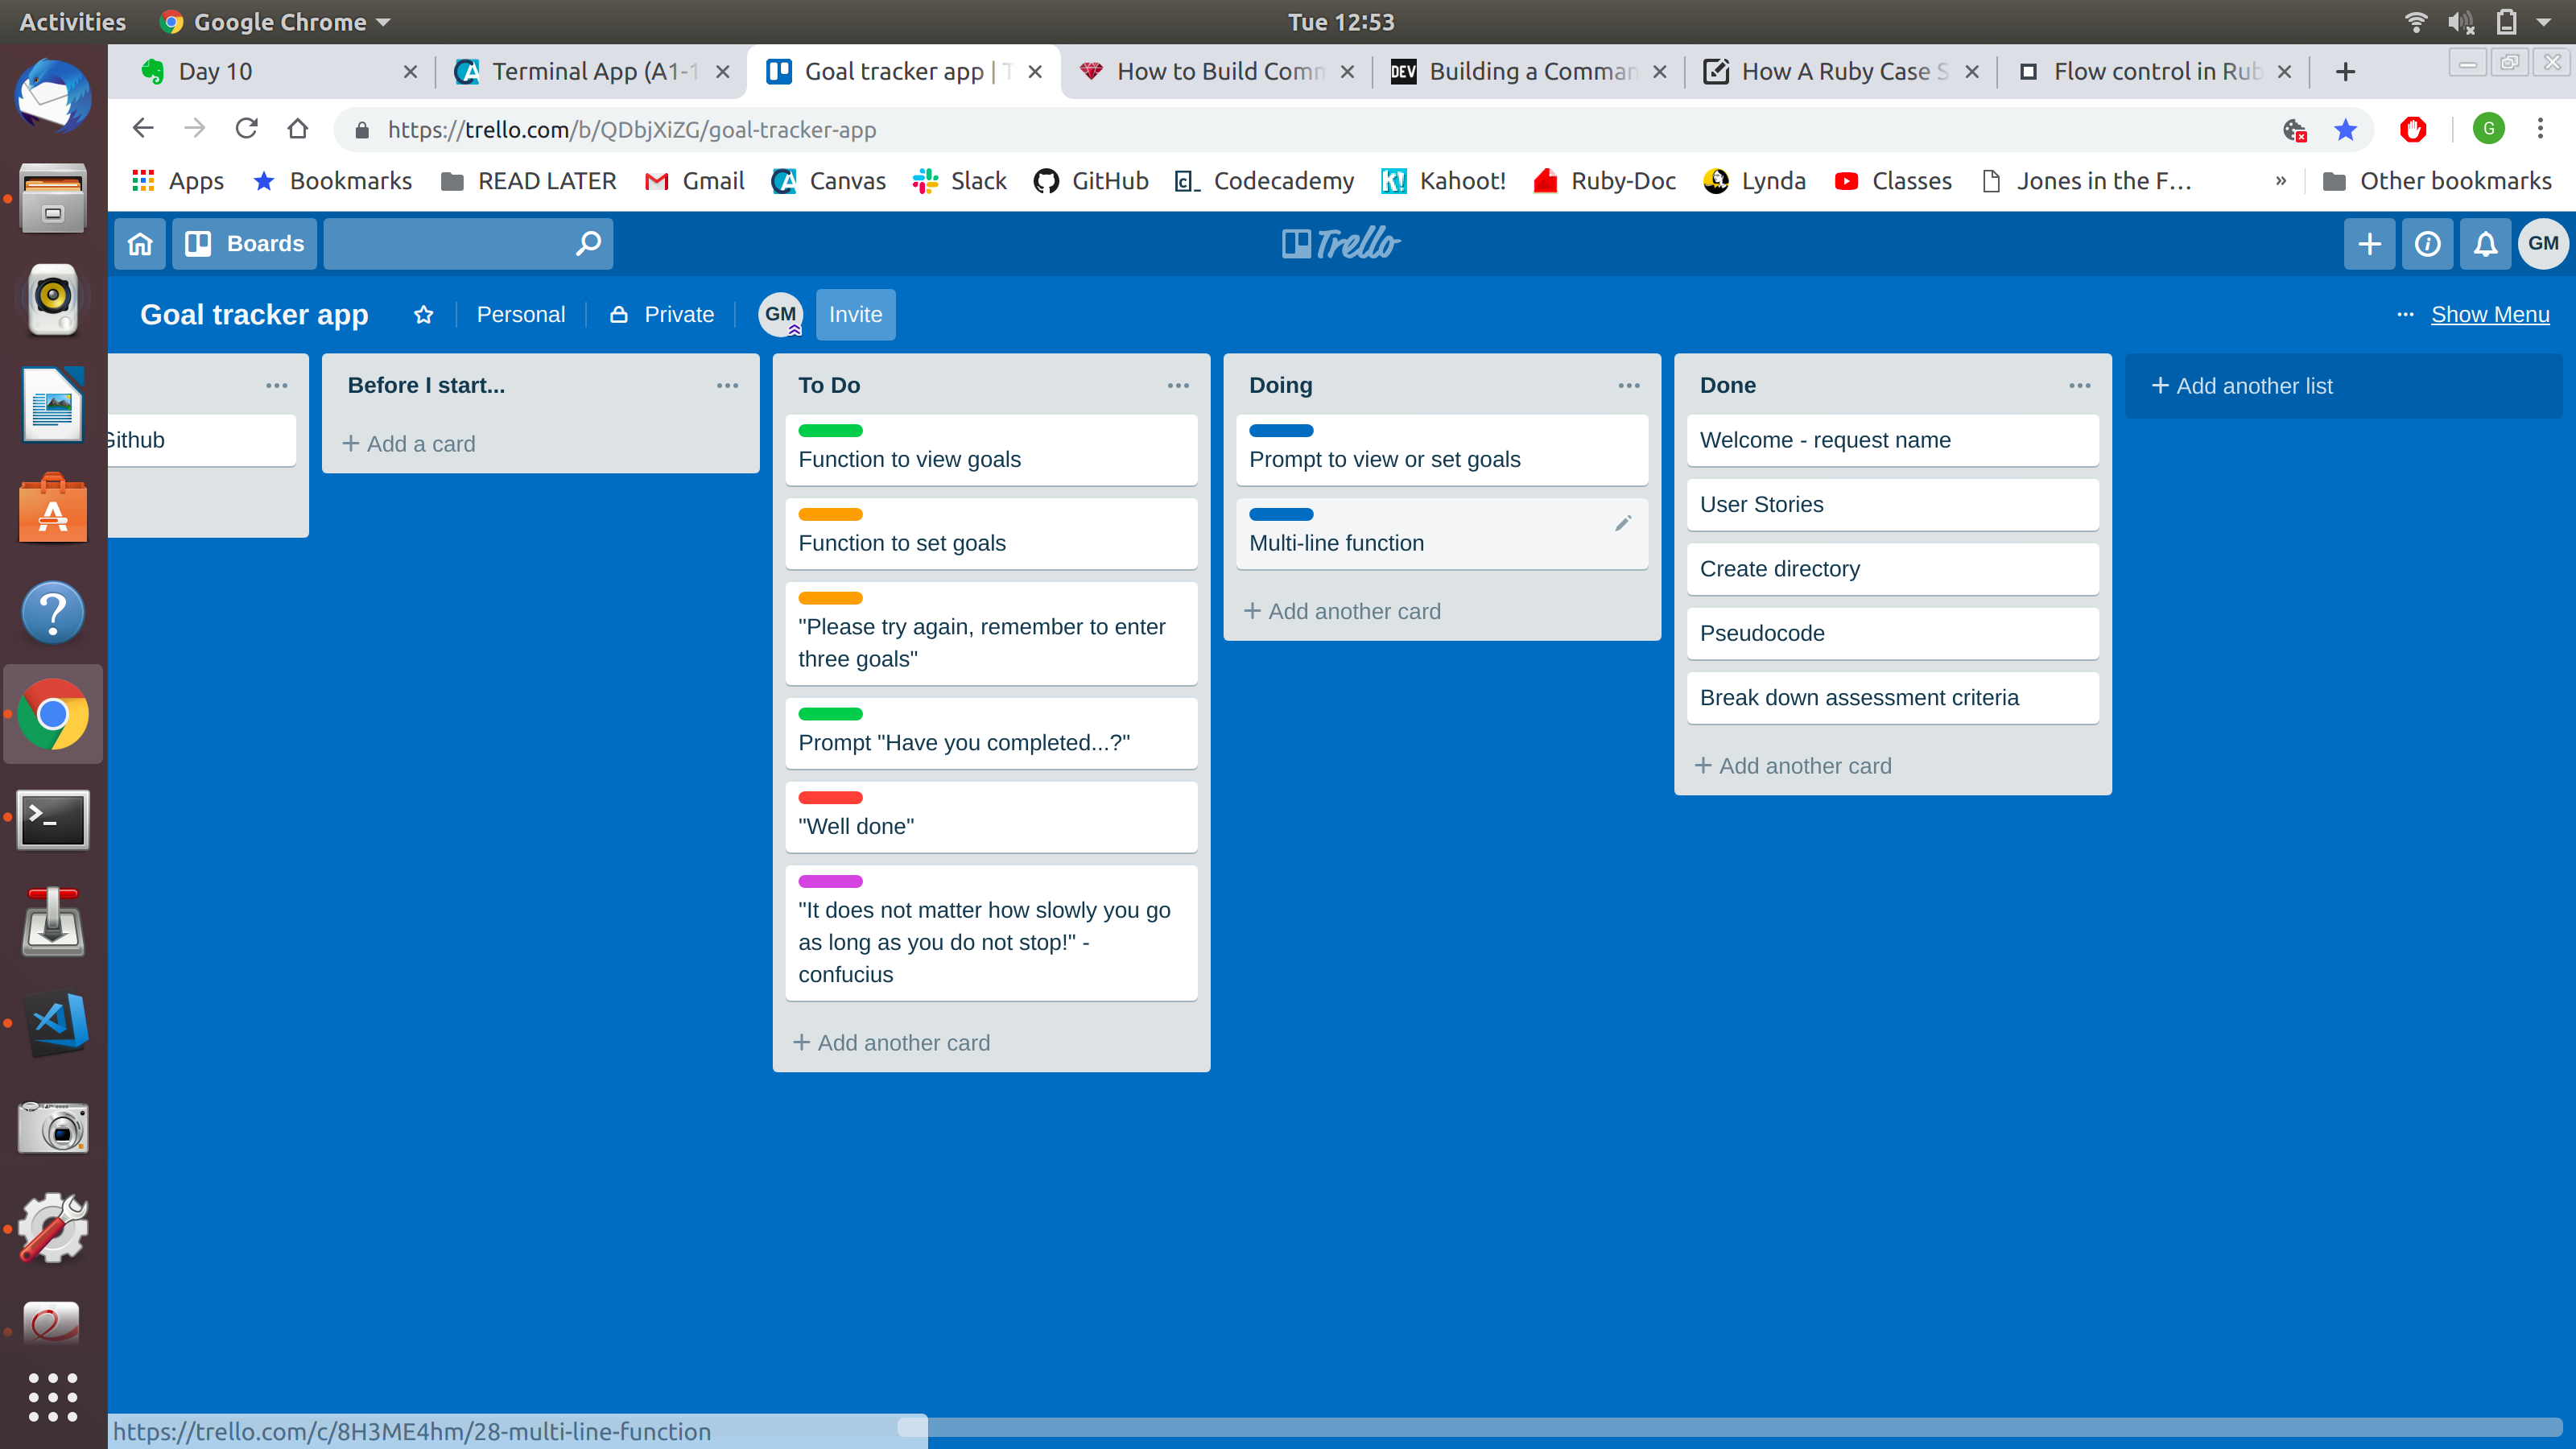 Activities
Google Chrome
Tue 12:53
Day 10
Terminal App (A1-1
Goal tracker app | T
How to Build Comm
DEV
Building a Comman
How A Ruby Case S
Flow control in Rub
https://trello.com/b/QDbjXiZG/goal-tracker-app
G
Apps
Bookmarks
READ LATER
Gmail
Canvas
Slack
GitHub
Codecademy
Kahoot!
Ruby-Doc
Lynda
Classes
Jones in the F...
»
Other bookmarks
Boards
Trello
GM
Goal tracker app
Personal
Private
GM
Invite
... Show Menu
Github
Before I start...
+ Add a card
To Do
Function to view goals
Function to set goals
"Please try again, remember to enter
three goals"
Prompt "Have you completed...?"
"Well done"
"It does not matter how slowly you go
as long as you do not stop!" -
confucius
+ Add another card
Doing
Prompt to view or set goals
Multi-line function
+ Add another card
Done
Welcome - request name
User Stories
Create directory
Pseudocode
Break down assessment criteria
+ Add another card
+ Add another list
https://trello.com/c/8H3ME4hm/28-multi-line-function